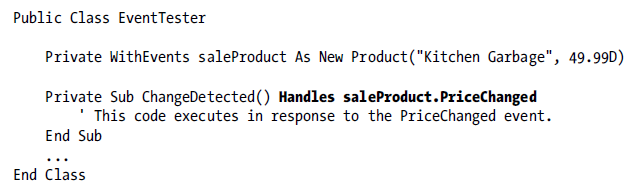 Public Class EventTester
Private WithEvents saleProduct As New Product("Kitchen Garbage", 49.99D)
Private Sub ChangeDetected() Handles saleProduct.PriceChanged
' This code executes in response to the PriceChanged event.
End Sub
...
End Class